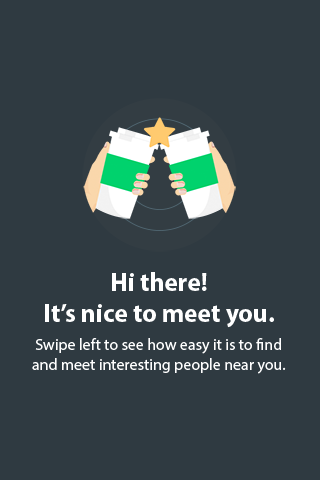 Hi there!
It’s nice to meet you.
Swipe left to see how easy it is to find
and meet interesting people near you.